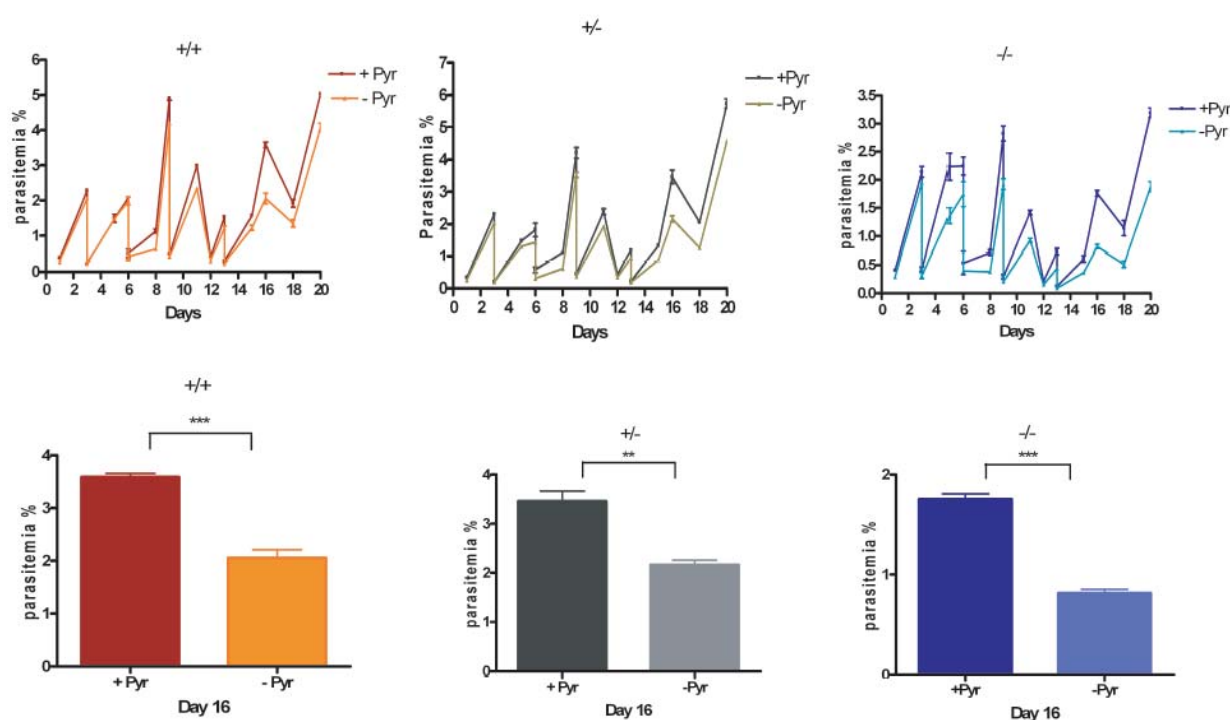 +/+
+ Pyr
- Pyr
parasitemia %
6
5
4
3
2
1
0
0 2 4 6 8 10 12 14 16 18 20
Days
+/-
+Pyr
-Pyr
Parasitemia %
7
6
5
4
3
2
1
0
0 2 4 6 8 10 12 14 16 18 20
Days
-/-
+Pyr
-Pyr
parasitemia %
3.5
3.0
2.5
2.0
1.5
1.0
0.5
0.0
0 2 4 6 8 10 12 14 16 18 20
Days
+/+
***
parasitemia %
4
3
2
1
0
+ Pyr - Pyr
Day 16
+/-
**
parasitemia %
4
3
2
1
0
+ Pyr -Pyr
Day 16
-/-
***
parasitemia %
2
1
0
+Pyr -Pyr
Day 16